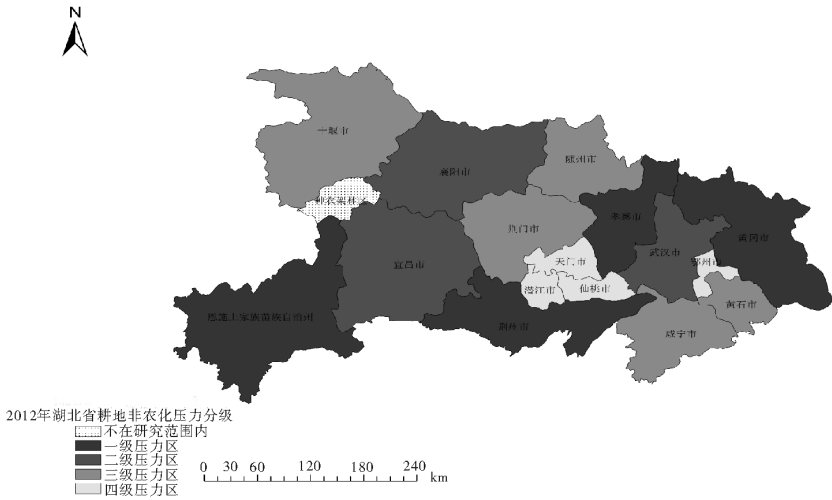 N
十堰市
襄阳市
随州市
神农架林区
荆门市
孝感市
黄冈市
宜昌市
天门市
武汉市
鄂州市
潜江市
仙桃市
黄石市
恩施土家族苗族自治州
荆州市
咸宁市
2012年湖北省耕地非农化压力分级
不在研究范围内
一级压力区
二级压力区
三级压力区
四级压力区
0 30 60 120 180 240 km